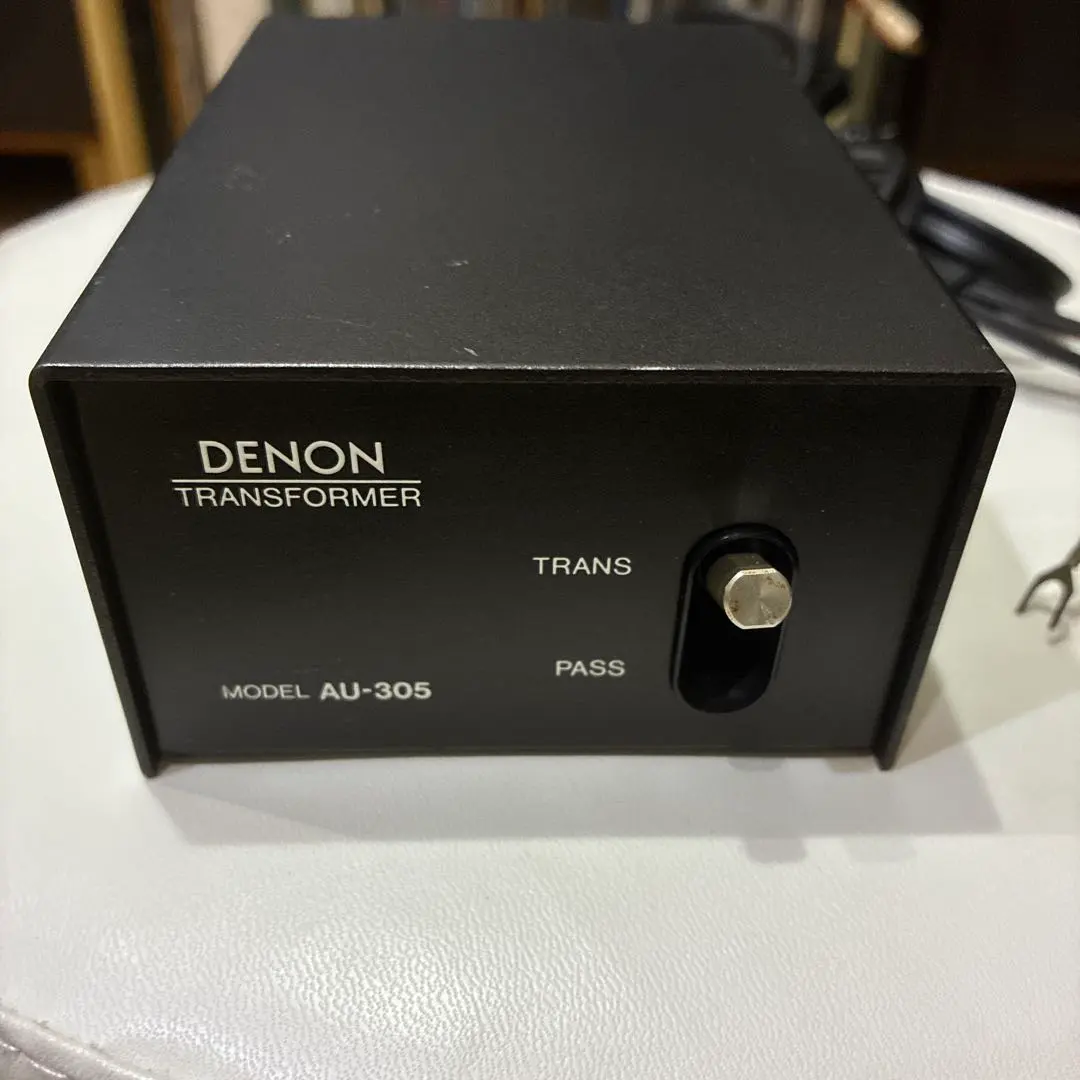 DENON
TRANSFORMER
TRANS
PASS
MODEL AU-305